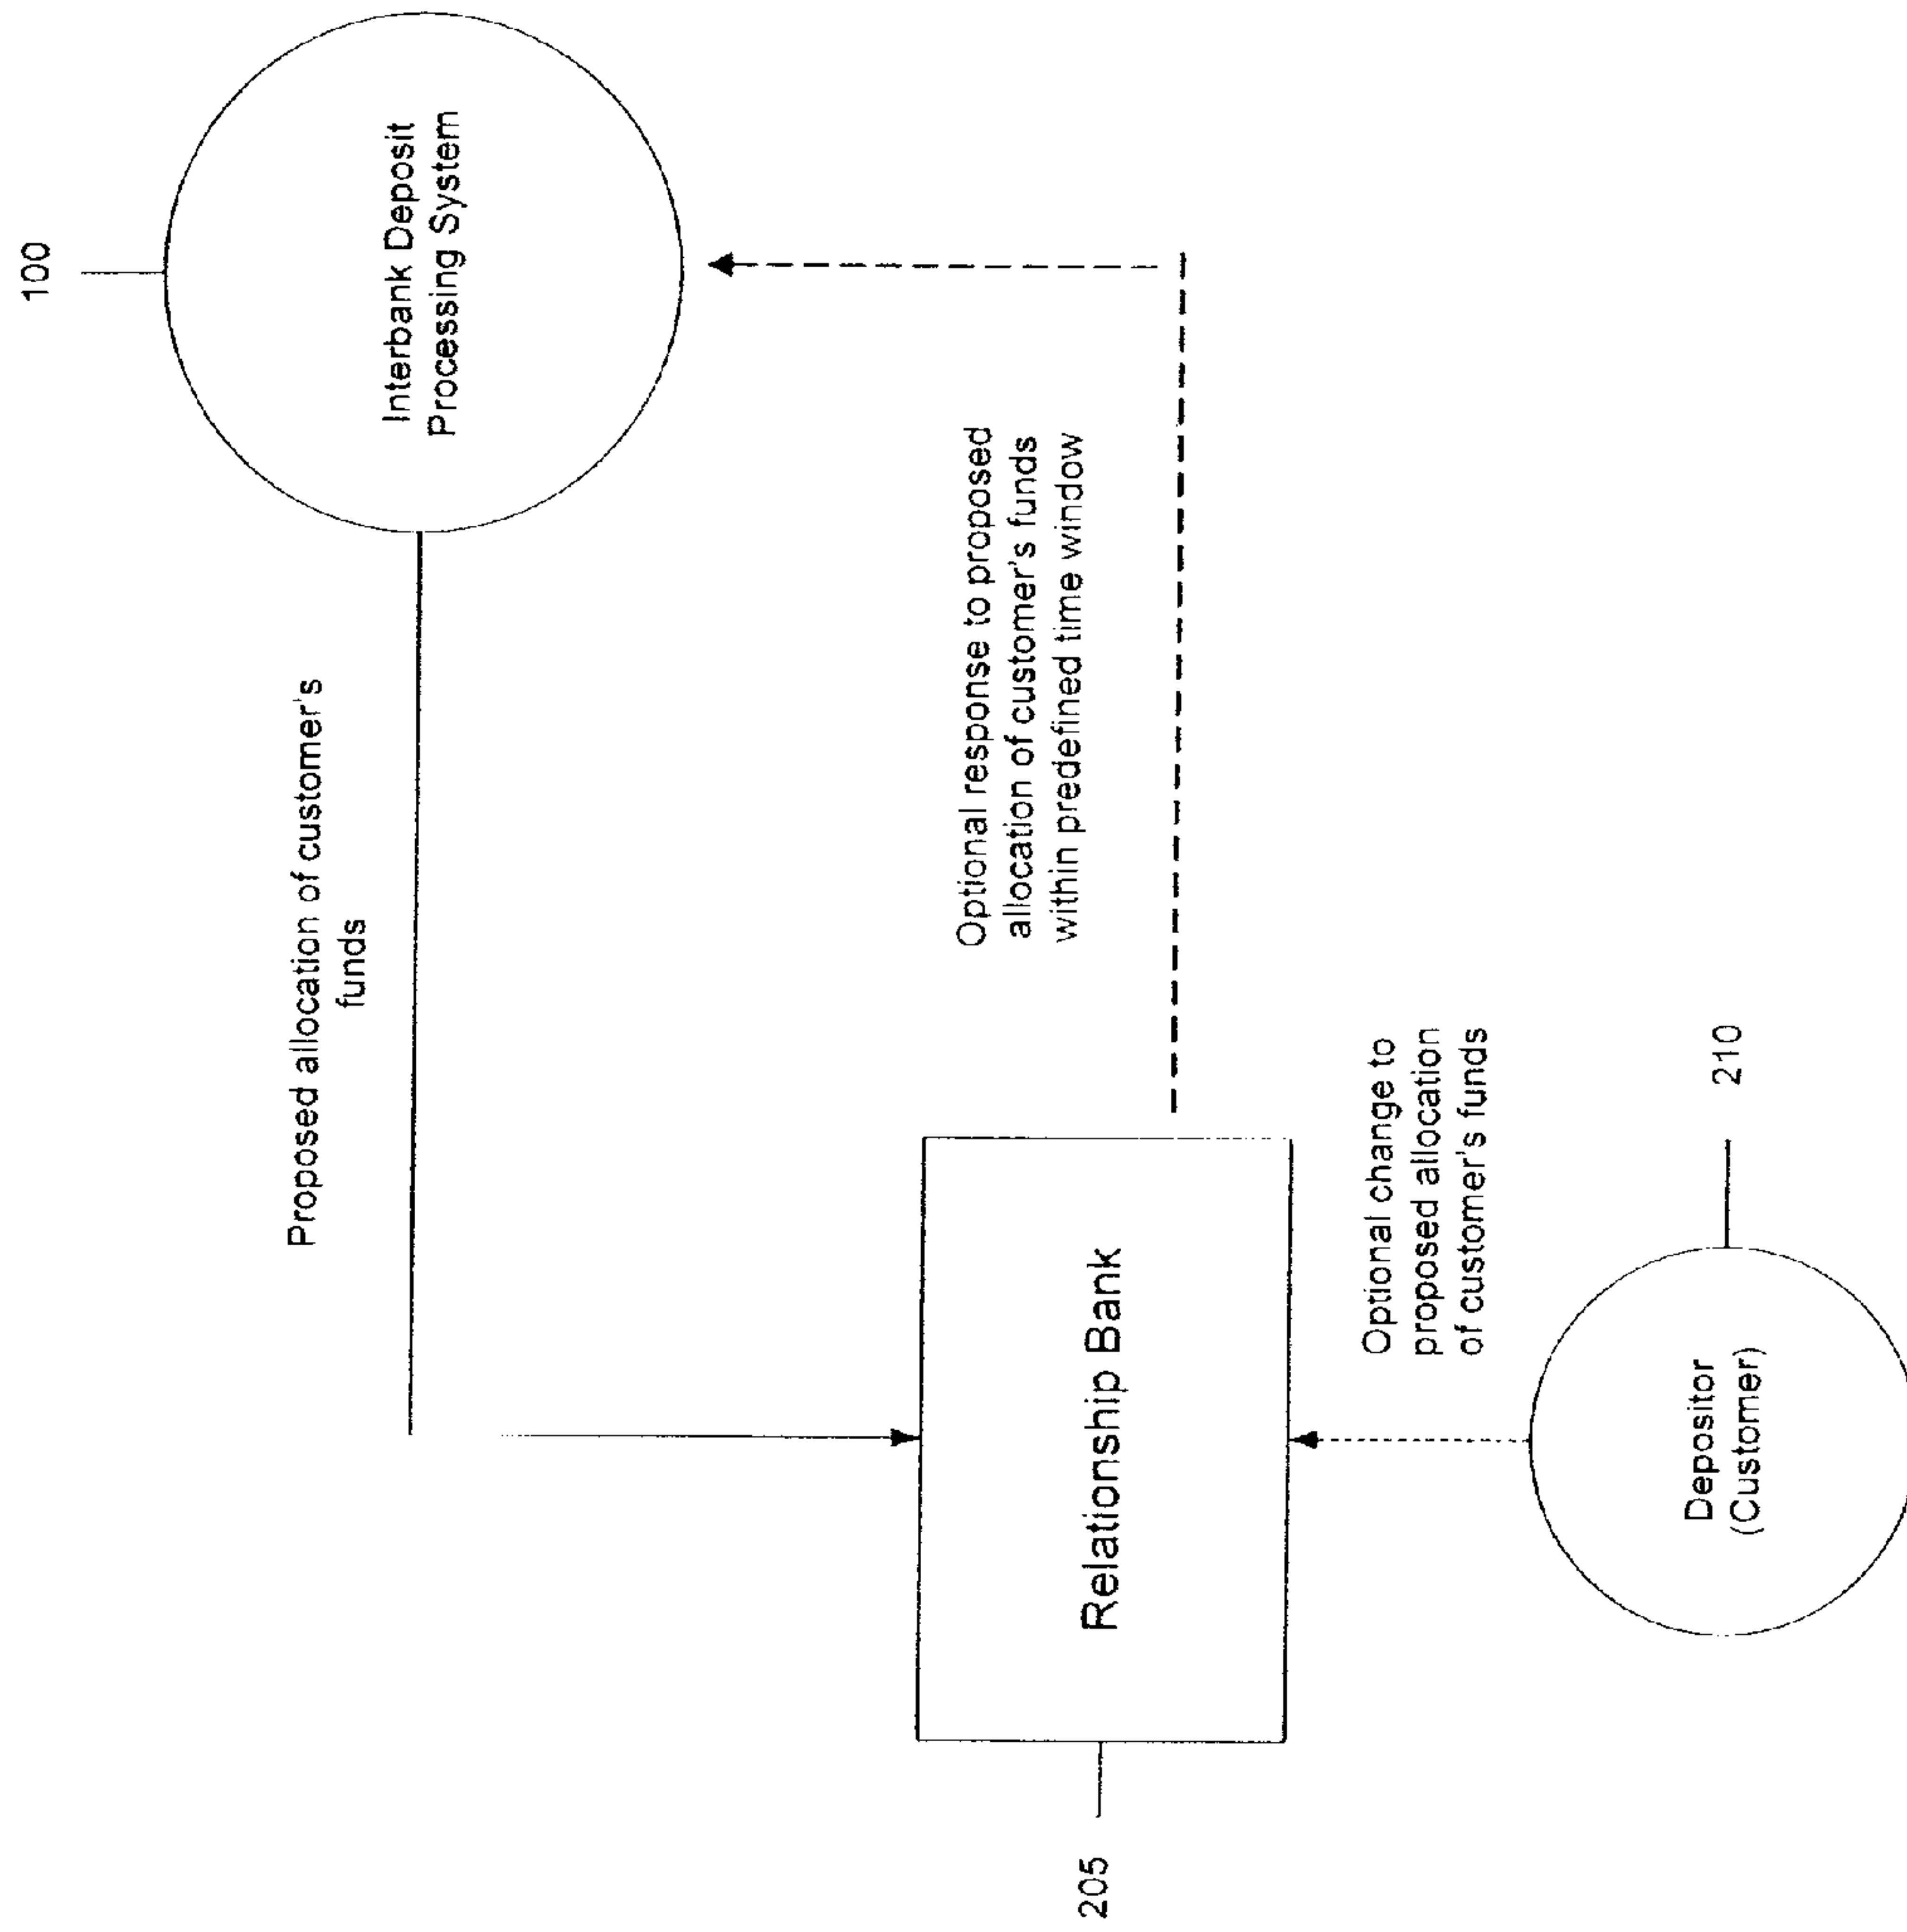 100
Interbank Deposit
Processing System
Proposed allocation of customer's
funds
Optional response to proposed
allocation of customer's funds
within predefined time window
Relationship Bank
205
Optional change to
proposed allocation
of customer's funds
Depositor
(Customer)
210